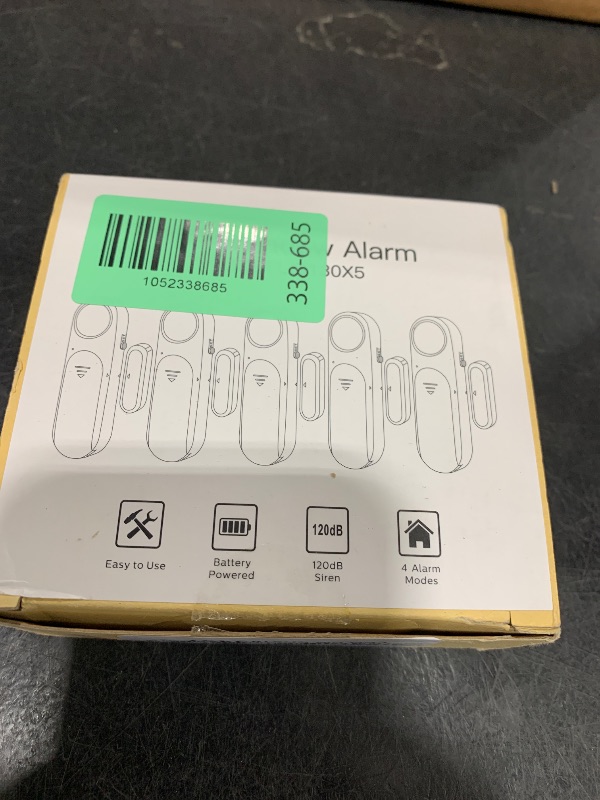 Alarm
30X5
1052338685
338-685
Easy to Use
Battery
Powered
120dB
120dB
Siren
4 Alarm
Modes